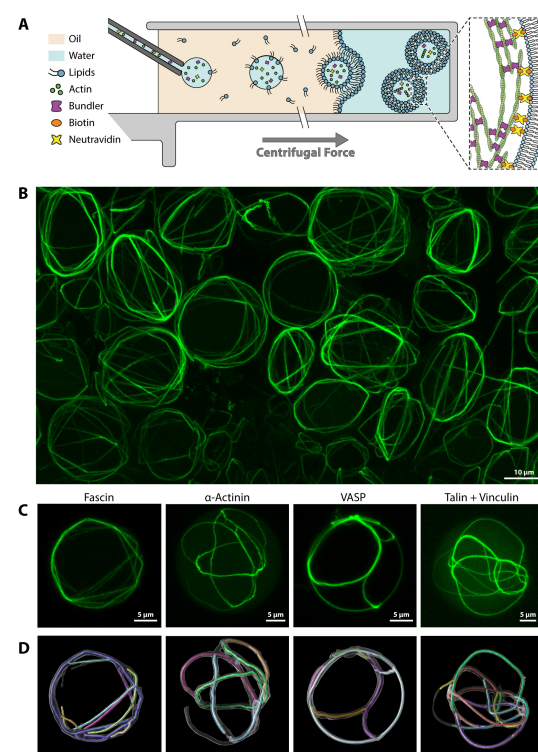 A
Oil
Water
Lipids
Actin
Bundler
Biotin
Neutravidin
Centrifugal Force
B
10 µm
Fascin
α-Actinin
VASP
Talin + Vinculin
C
5 µm
5 µm
5 µm
5 µm
D